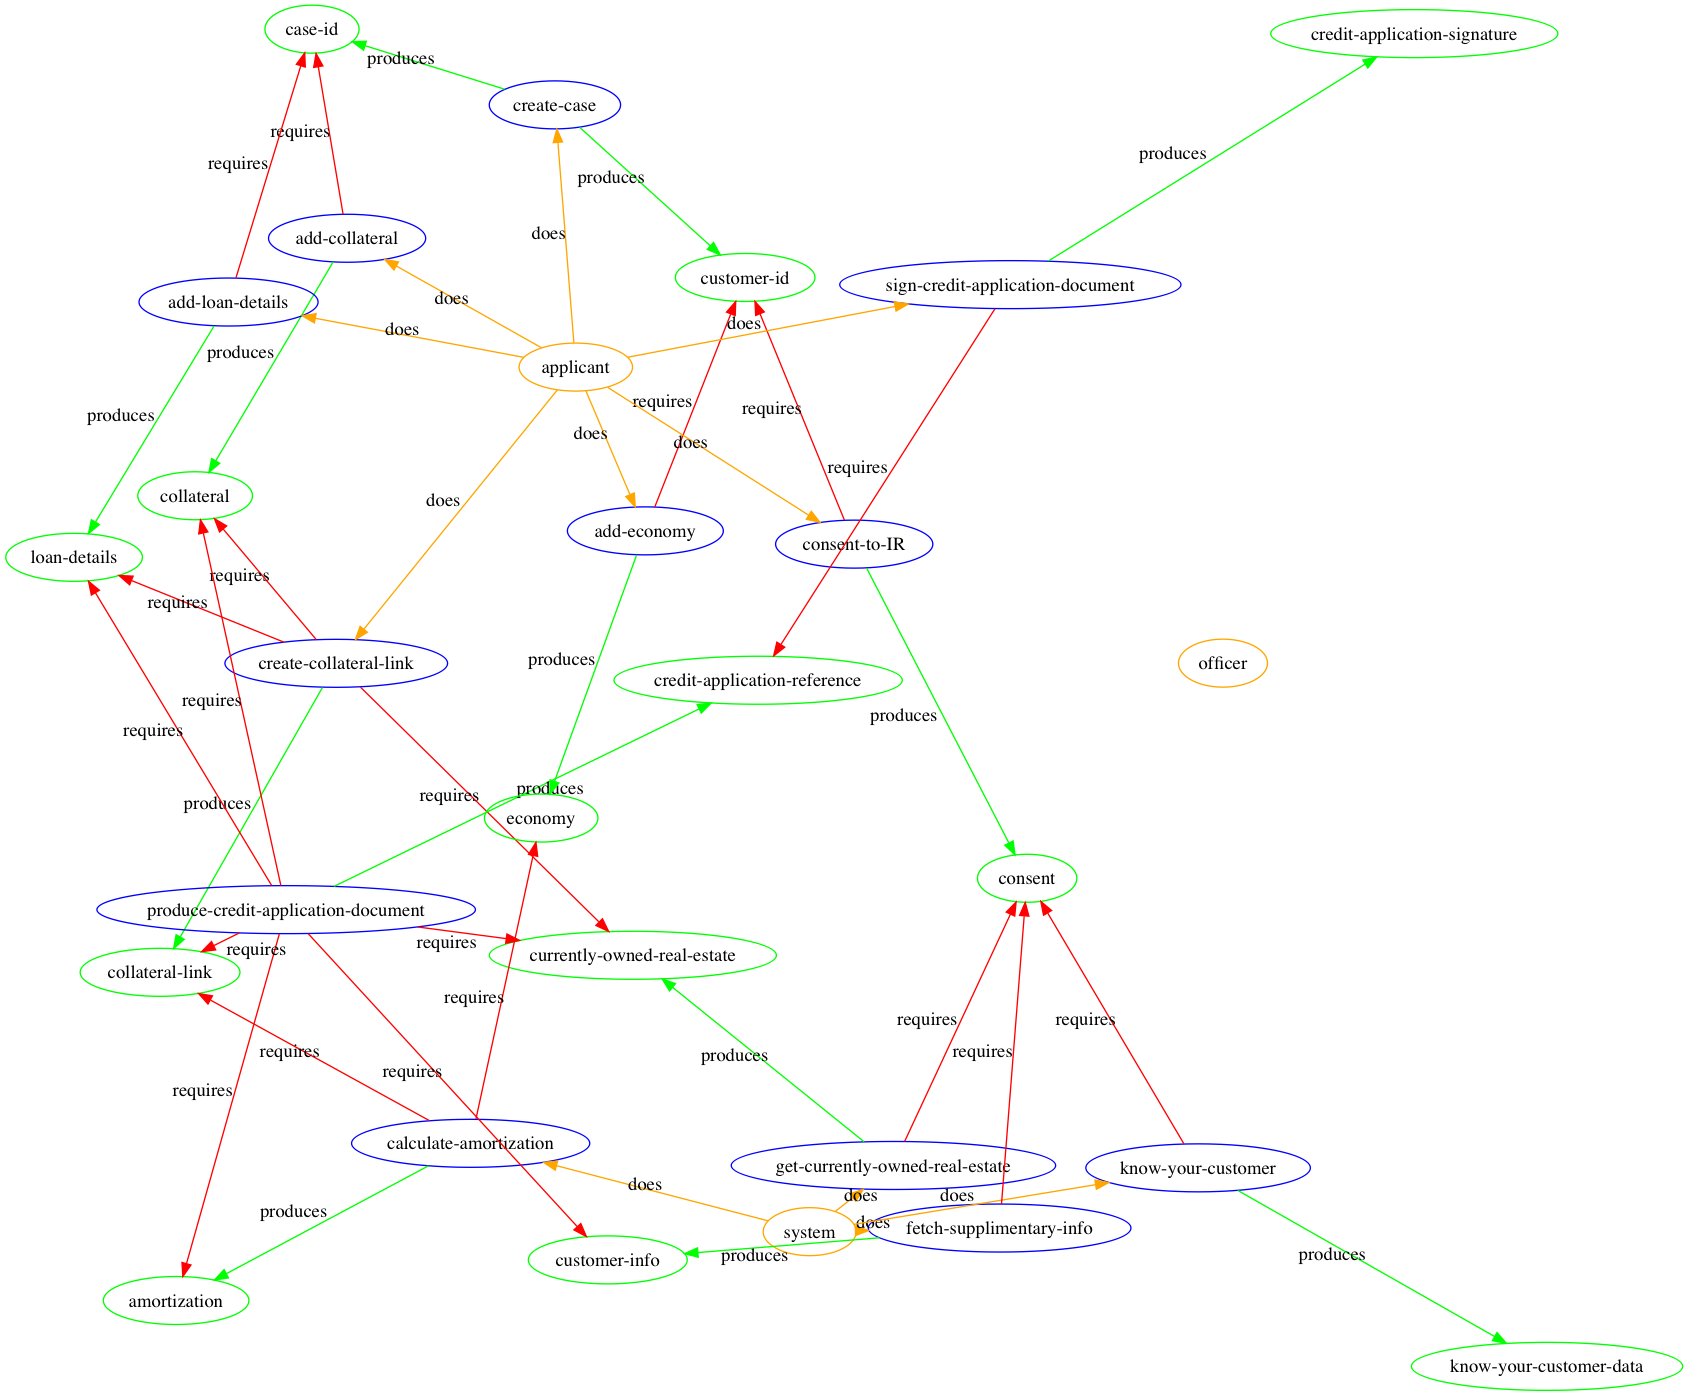 case-id
credit-application-signature
produces
create-case
requires
produces
requires
produces
does
add-collateral
customer-id
sign-credit-application-document
add-loan-details
does
does
does
produces
applicant
requires
requires
produces
does
does
requires
collateral
does
add-economy
consent-to-IR
loan-details
requires
requires
create-collateral-link
produces
officer
credit-application-reference
requires
produces
requires
produces
requires
produces
economy
consent
produce-credit-application-document
requires
requires
currently-owned-real-estate
collateral-link
requires
requires
requires
requires
requires
produces
requires
requires
calculate-amortization
get-currently-owned-real-estate
know-your-customer
does
does
does
produces
does
fetch-supplimentary-info
system
customer-info
produces
produces
amortization
know-your-customer-data